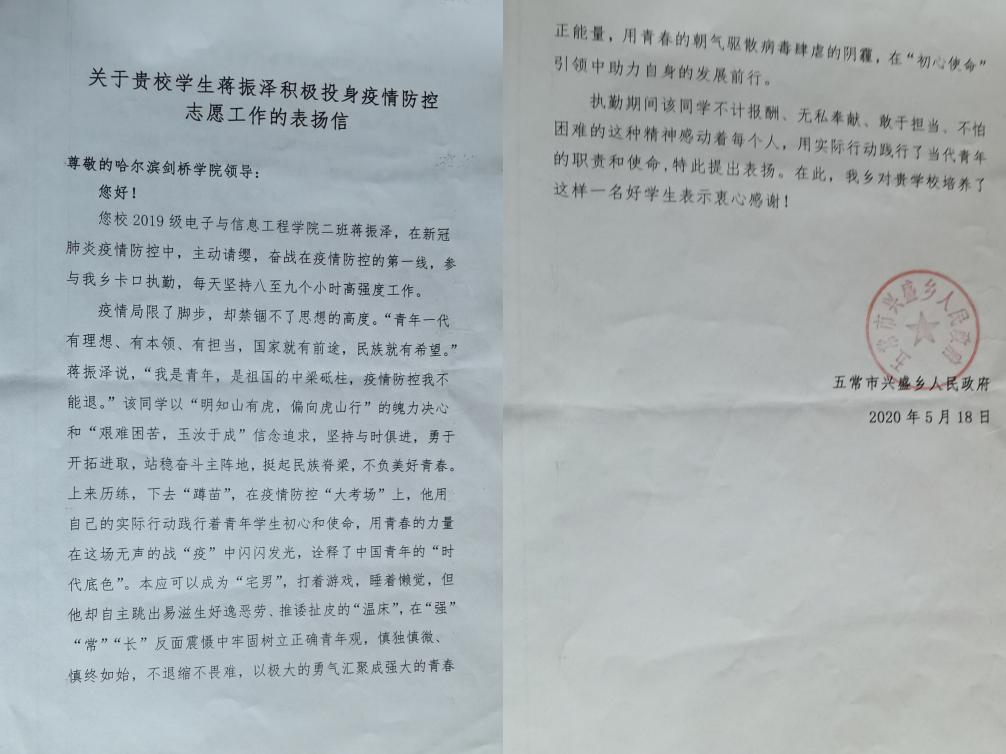 关于贵校学生蒋振泽积极投身疫情防控
志愿工作的表扬信
尊敬的哈尔滨剑桥学院领导：
您好！
您校 2019 级电子与信息工程学院二班蒋振泽，在新冠
肺炎疫情防控中，主动请缨，奋战在疫情防控的第一线，参
与我乡卡口执勤，每天坚持八至九个小时高强度工作。
疫情局限了脚步，却禁锢不了思想的高度。“青年一代
有理想、有本领、有担当，国家就有前途，民族就有希望。”
蒋振泽说，“我是青年，是祖国的中梁砥柱，疫情防控我不
能退。”该同学以“明知山有虎，偏向虎山行”的魄力决心
和“艰难困苦，玉汝于成”信念追求，坚持与时俱进，勇于
开拓进取，站稳奋斗主阵地，挺起民族脊梁，不负美好青春。
上来历练，下去“蹲苗”，在疫情防控“大考场”上，他用
自己的实际行动践行着青年学生初心和使命，用青春的力量
在这场无声的战“疫”中闪闪发光，诠释了中国青年的“时
代底色”。本应可以成为“宅男”，打着游戏，睡着懒觉，但
他却自主跳出易滋生好逸恶劳、推诿扯皮的“温床”，在“强”
“常”“长”反面震慑中牢固树立正确青年观，慎独慎微、
慎终如始，不退缩不畏难，以极大的勇气汇聚成强大的青春
正能量，用青春的朝气驱散病毒肆虐的阴霾，在“初心使命”
引领中助力自身的发展前行。
执勤期间该同学不计报酬、无私奉献、敢于担当、不怕
困难的这种精神感动着每个人，用实际行动践行了当代青年
的职责和使命，特此提出表扬。在此，我乡对贵学校培养了
这样一名好学生表示衷心感谢！
五常市兴盛乡人民政府
五常市兴盛乡人民政府
2020 年 5 月 18 日